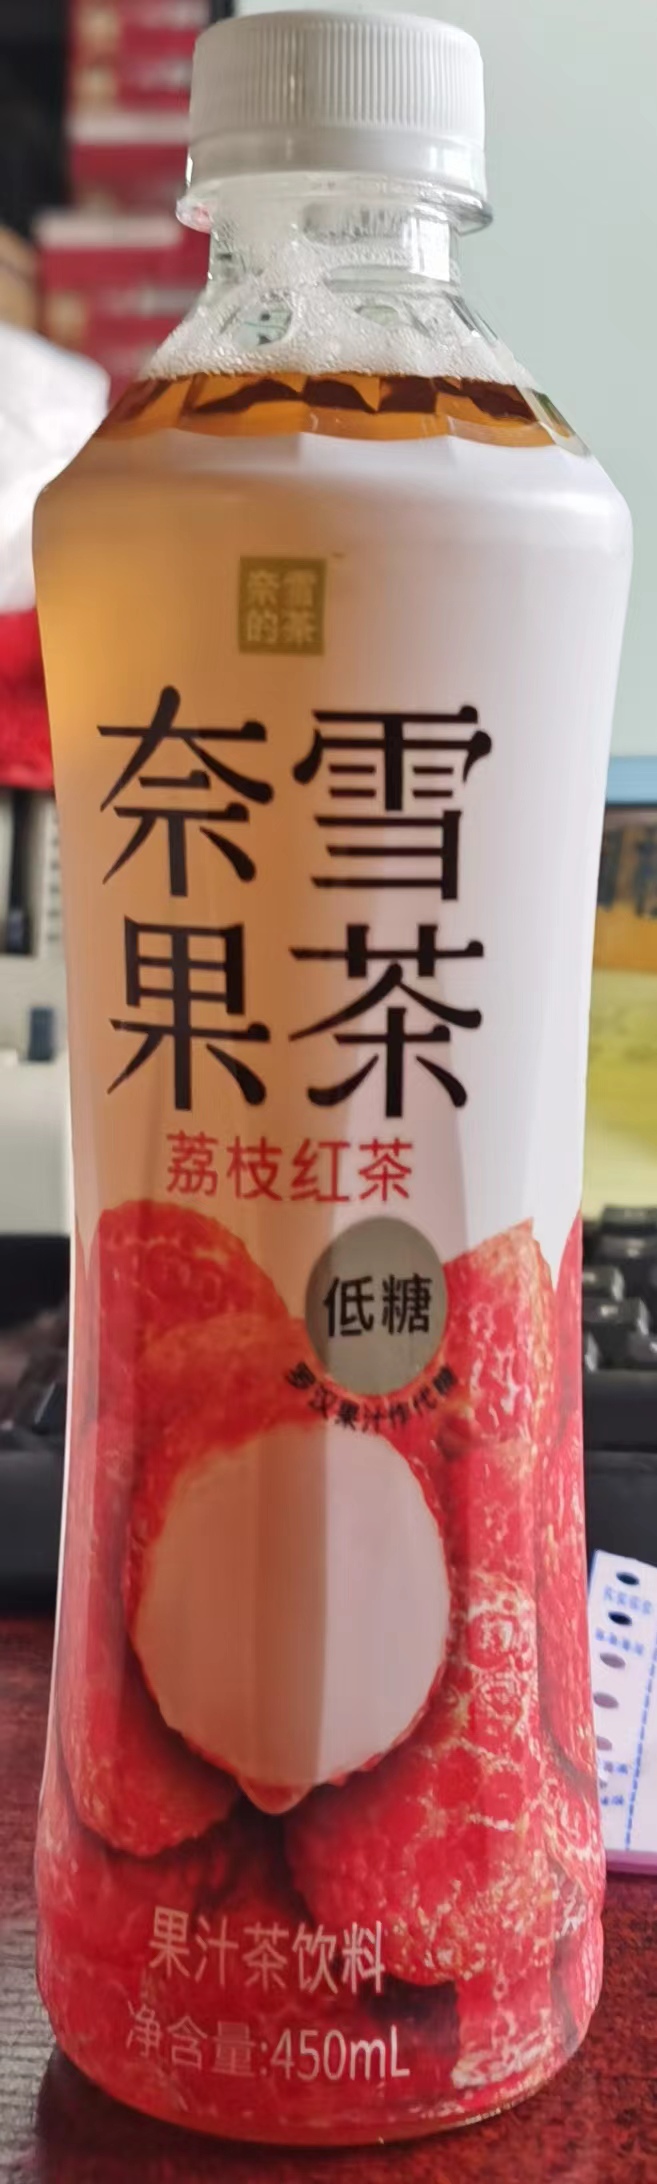 奈雪
的茶
奈雪
果茶
荔枝红茶
低糖
罗汉果汁作代糖
果汁茶饮料
净含量:450mL